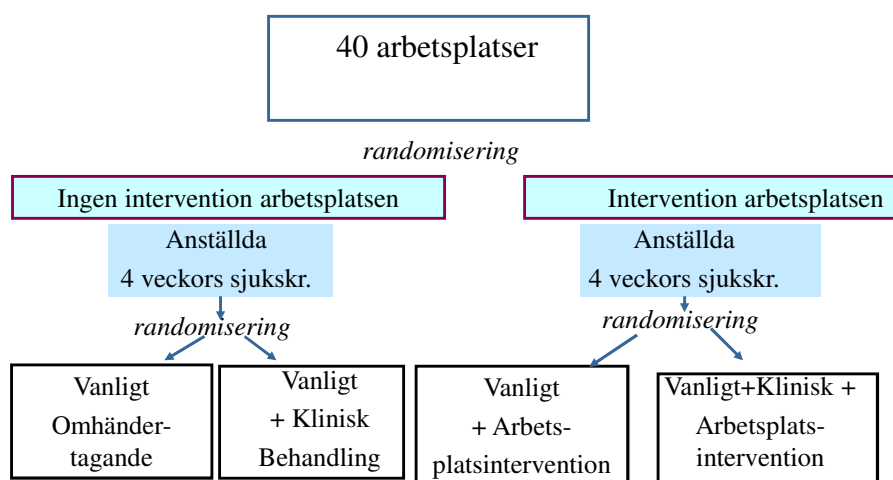 40 arbetsplatser
randomisering
Ingen intervention arbetsplatsen
Intervention arbetsplatsen
Anställda
4 veckors sjukskr.
Anställda
4 veckors sjukskr.
randomisering
randomisering
Vanligt
Omhänder-
tagande
Vanligt
+ Klinisk
Behandling
Vanligt
+ Arbets-
platsintervention
Vanligt+Klinisk +
Arbetsplats-
intervention